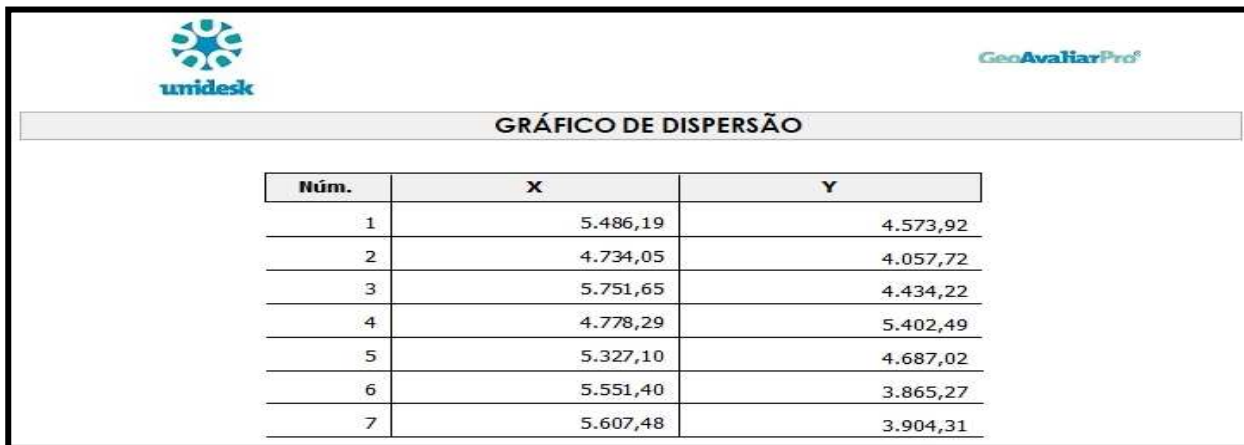 unidesk
GeoAvaliarPro®
GRÁFICO DE DISPERSÃO
Núm. X Y
1 5.486,19 4.573,92
2 4.734,05 4.057,72
3 5.751,65 4.434,22
4 4.778,29 5.402,49
5 5.327,10 4.687,02
6 5.551,40 3.865,27
7 5.607,48 3.904,31